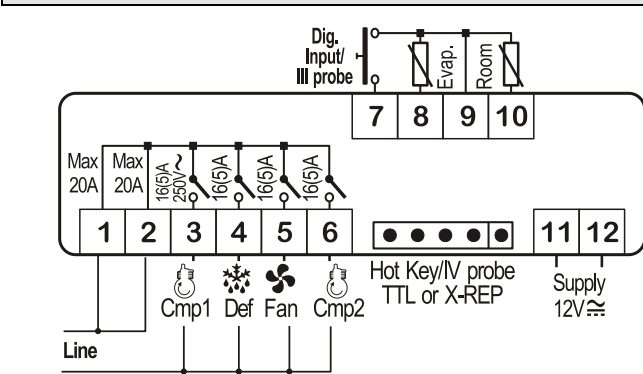 Dig.
Input/
III probe
Evap.
Room
7 8 9 10
Max
20A
Max
20A
16(5)A
250V~
16(5)A
16(5)A
16(5)A
1 2 3 4 5 6
11 12
Cmp1 Def Fan Cmp2
Hot Key/IV probe
TTL or X-REP
Supply
12V≂
Line